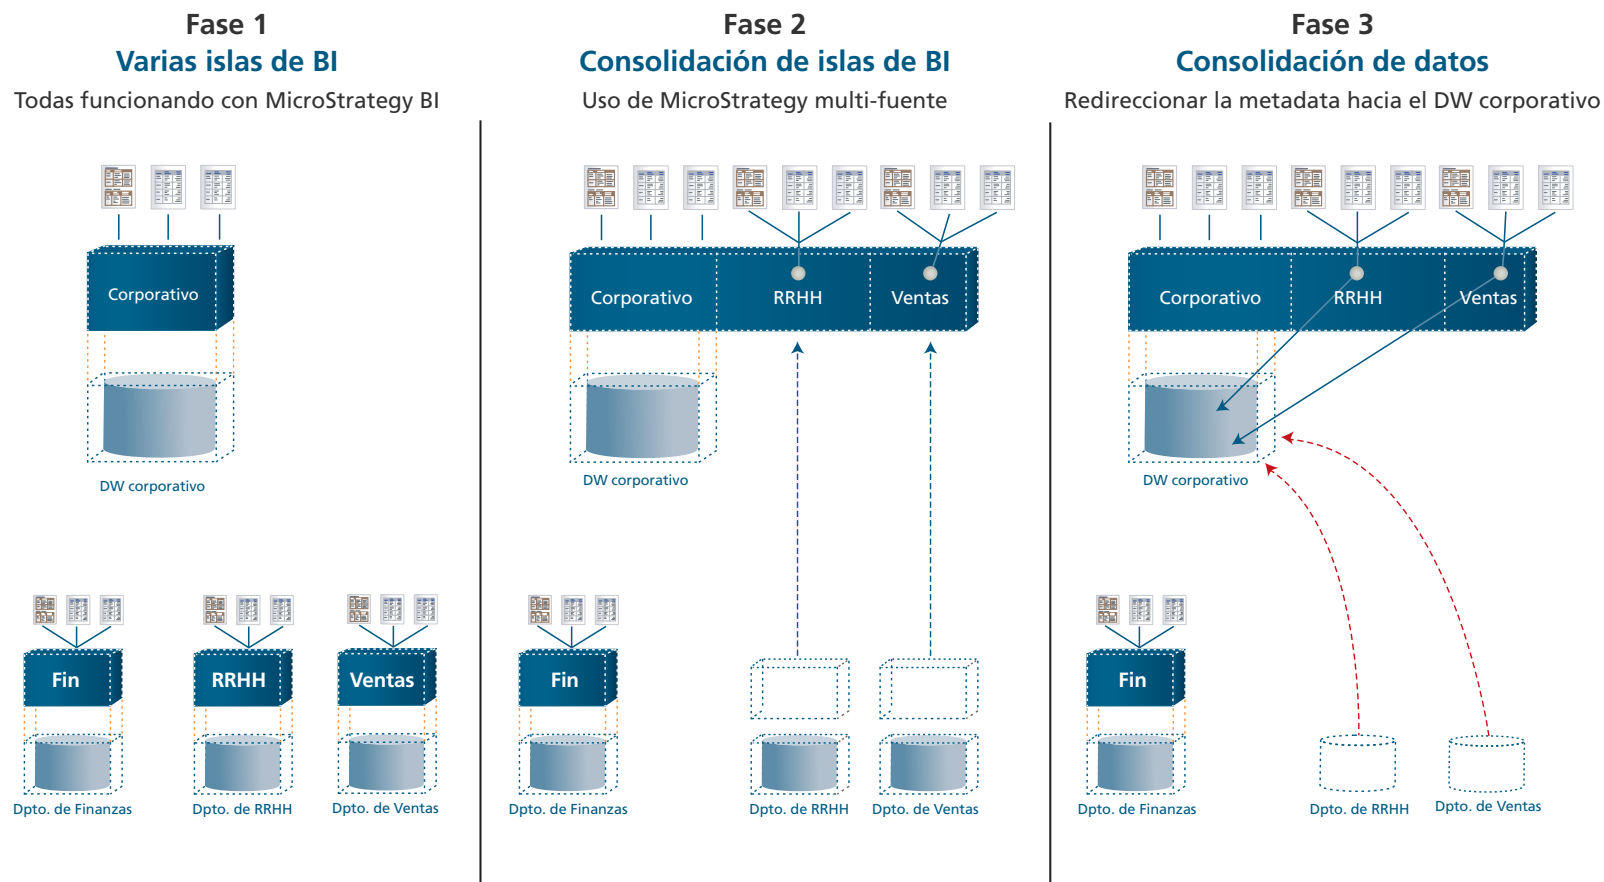 Fase 1
Varias islas de BI
Todas funcionando con MicroStrategy BI
Corporativo
DW corporativo
Fin
RRHH
Ventas
Dpto. de Finanzas
Dpto. de RRHH
Dpto. de Ventas
Fase 2
Consolidación de islas de BI
Uso de MicroStrategy multi-fuente
Corporativo
RRHH
Ventas
DW corporativo
Fin
Dpto. de Finanzas
Dpto. de RRHH
Dpto. de Ventas
Fase 3
Consolidación de datos
Redireccionar la metadata hacia el DW corporativo
Corporativo
RRHH
Ventas
DW corporativo
Fin
Dpto. de Finanzas
Dpto. de RRHH
Dpto. de Ventas